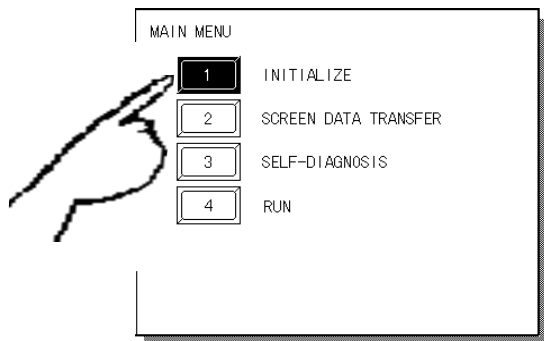 MAIN MENU
1 INITIALIZE
2 SCREEN DATA TRANSFER
3 SELF-DIAGNOSIS
4 RUN